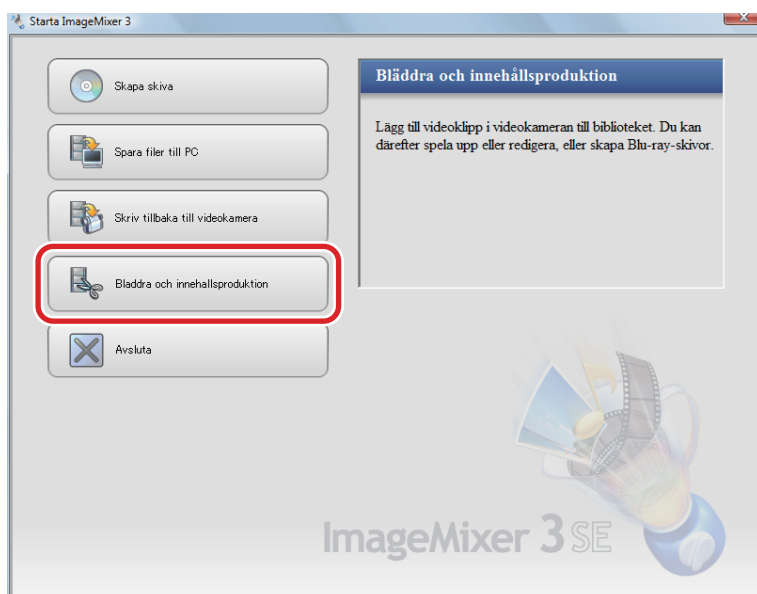 Starta ImageMixer 3
Skapa skiva
Spara filer till PC
Skriv tillbaka till videokamera
Bladdra och innehallsproduktion
Avsluta
Bläddra och innehållsproduktion
Lägg till videoklipp i videokameran till biblioteket. Du kan
därefter spela upp eller redigera, eller skapa Blu-ray-skivor.
ImageMixer 3 SE